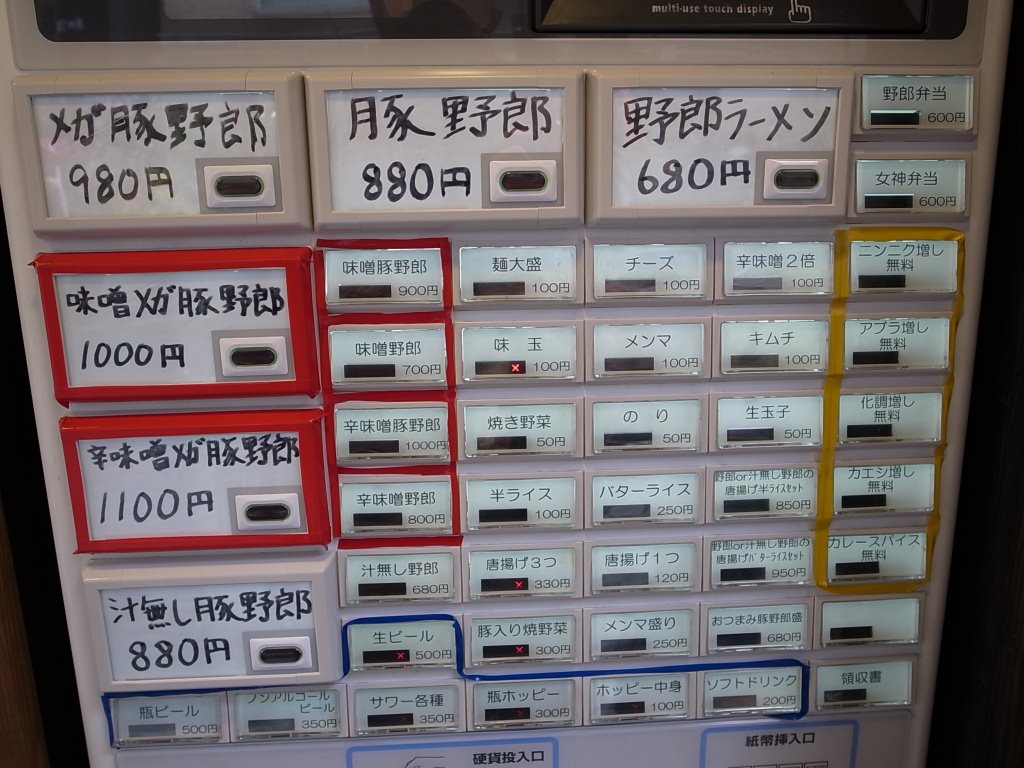 multi-use touch display
メガ豚野郎
980円
豚野郎
880円
野郎ラーメン
680円
野郎弁当
600円
女神弁当
600円
味噌メガ豚野郎
1000円
味噌豚野郎
900円
麺大盛
100円
チーズ
100円
辛味噌2倍
100円
ニンニク増し
無料
味噌野郎
700円
味 玉
100円
メンマ
100円
キムチ
100円
アブラ増し
無料
辛味噌メガ豚野郎
1100円
辛味噌豚野郎
1000円
焼き野菜
50円
のり
50円
生玉子
50円
化調増し
無料
辛味噌野郎
800円
半ライス
100円
バターライス
250円
野郎or汁無し野郎の
唐揚げ半ライスセット
850円
カエシ増し
無料
汁無し豚野郎
880円
汁無し野郎
680円
唐揚げ3つ
330円
唐揚げ1つ
120円
野郎or汁無し野郎の
唐揚げバターライスセット
950円
カレースパイス
無料
生ビール
500円
豚入り焼野菜
300円
メンマ盛り
250円
おつまみ豚野郎盛
680円
瓶ビール
500円
ノンアルコール
ビール
350円
サワー各種
350円
瓶ホッピー
300円
ホッピー中身
100円
ソフトドリンク
200円
領収書
硬貨投入口
紙幣挿入口